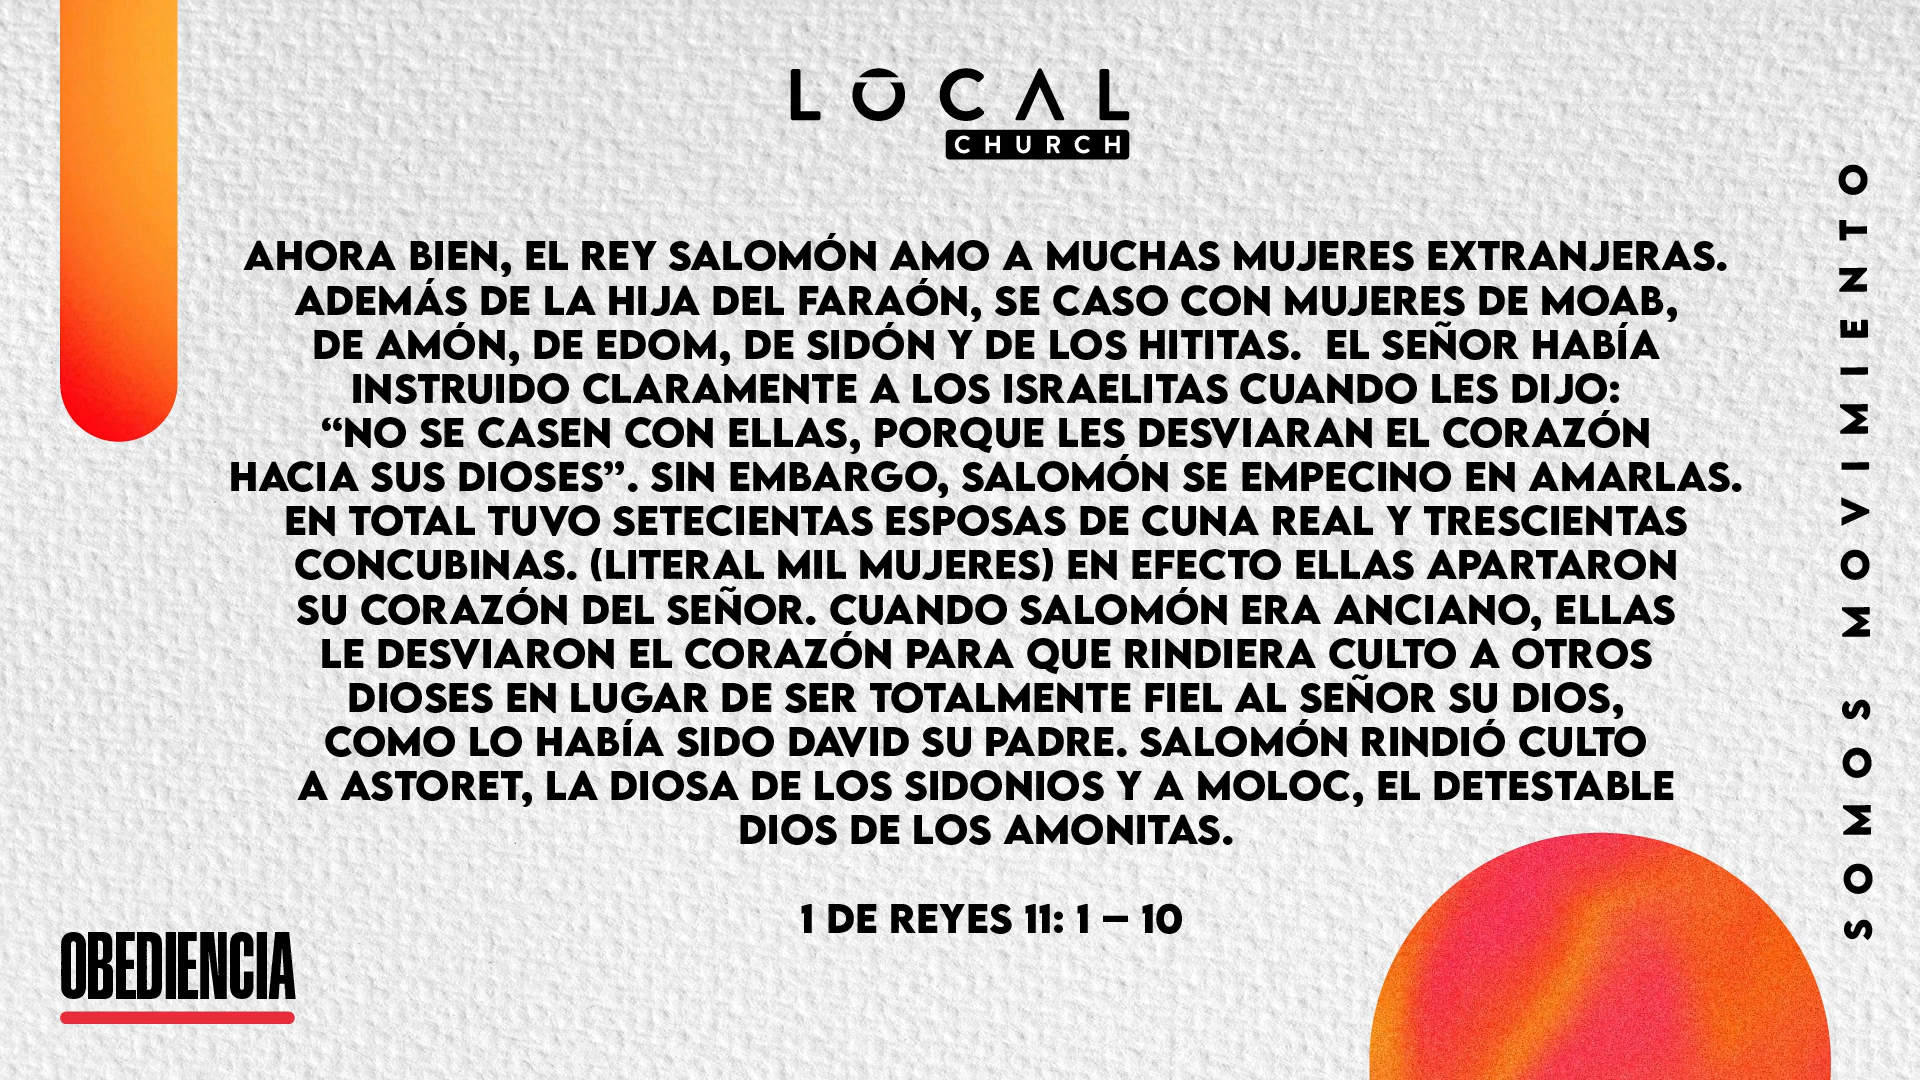 LOCAL
CHURCH
AHORA BIEN, EL REY SALOMÓN AMO A MUCHAS MUJERES EXTRANJERAS.
ADEMÁS DE LA HIJA DEL FARAÓN, SE CASO CON MUJERES DE MOAB,
DE AMÓN, DE EDOM, DE SIDÓN Y DE LOS HITITAS.  EL SEÑOR HABÍA
INSTRUIDO CLARAMENTE A LOS ISRAELITAS CUANDO LES DIJO:
“NO SE CASEN CON ELLAS, PORQUE LES DESVIARAN EL CORAZÓN
HACIA SUS DIOSES”. SIN EMBARGO, SALOMÓN SE EMPECINO EN AMARLAS.
EN TOTAL TUVO SETECIENTAS ESPOSAS DE CUNA REAL Y TRESCIENTAS
CONCUBINAS. (LITERAL MIL MUJERES) EN EFECTO ELLAS APARTARON
SU CORAZÓN DEL SEÑOR. CUANDO SALOMÓN ERA ANCIANO, ELLAS
LE DESVIARON EL CORAZÓN PARA QUE RINDIERA CULTO A OTROS
DIOSES EN LUGAR DE SER TOTALMENTE FIEL AL SEÑOR SU DIOS,
COMO LO HABÍA SIDO DAVID SU PADRE. SALOMÓN RINDIÓ CULTO
A ASTORET, LA DIOSA DE LOS SIDONIOS Y A MOLOC, EL DETESTABLE
DIOS DE LOS AMONITAS.
1 DE REYES 11: 1 – 10
OBEDIENCIA
SOMOS MOVIMIENTO